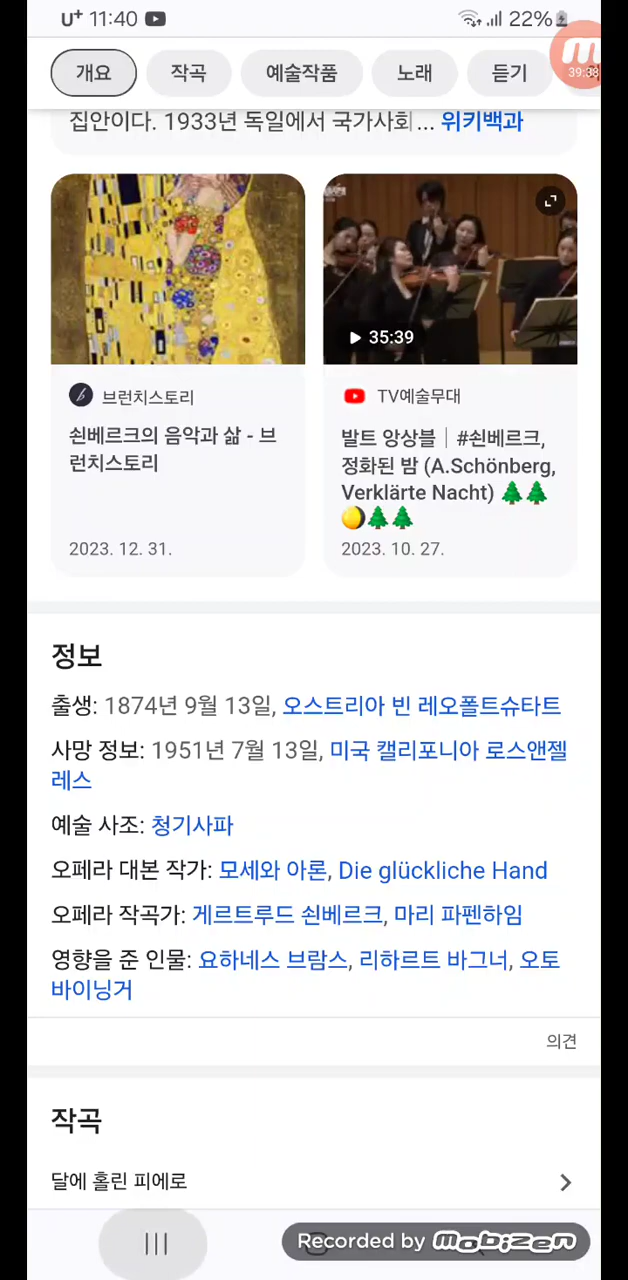 U+ 11:40 22%
개요 작곡 예술작품 노래 듣기
39:38
집안이다. 1933년 독일에서 국가사회... 위키백과
35:39
브런치스토리
쇤베르크의 음악과 삶 - 브
런치스토리
2023. 12. 31.
TV예술무대
발트 앙상블│#쇤베르크,
정화된 밤 (A.Schönberg,
Verklärte Nacht) 🌲🌲
🌖🌲🌲
2023. 10. 27.
정보
출생: 1874년 9월 13일, 오스트리아 빈 레오폴트슈타트
사망 정보: 1951년 7월 13일, 미국 캘리포니아 로스앤젤
레스
예술 사조: 청기사파
오페라 대본 작가: 모세와 아론, Die glückliche Hand
오페라 작곡가: 게르트루드 쇤베르크, 마리 파펜하임
영향을 준 인물: 요하네스 브람스, 리하르트 바그너, 오토
바이닝거
의견
작곡
달에 홀린 피에로
Recorded by mobizen